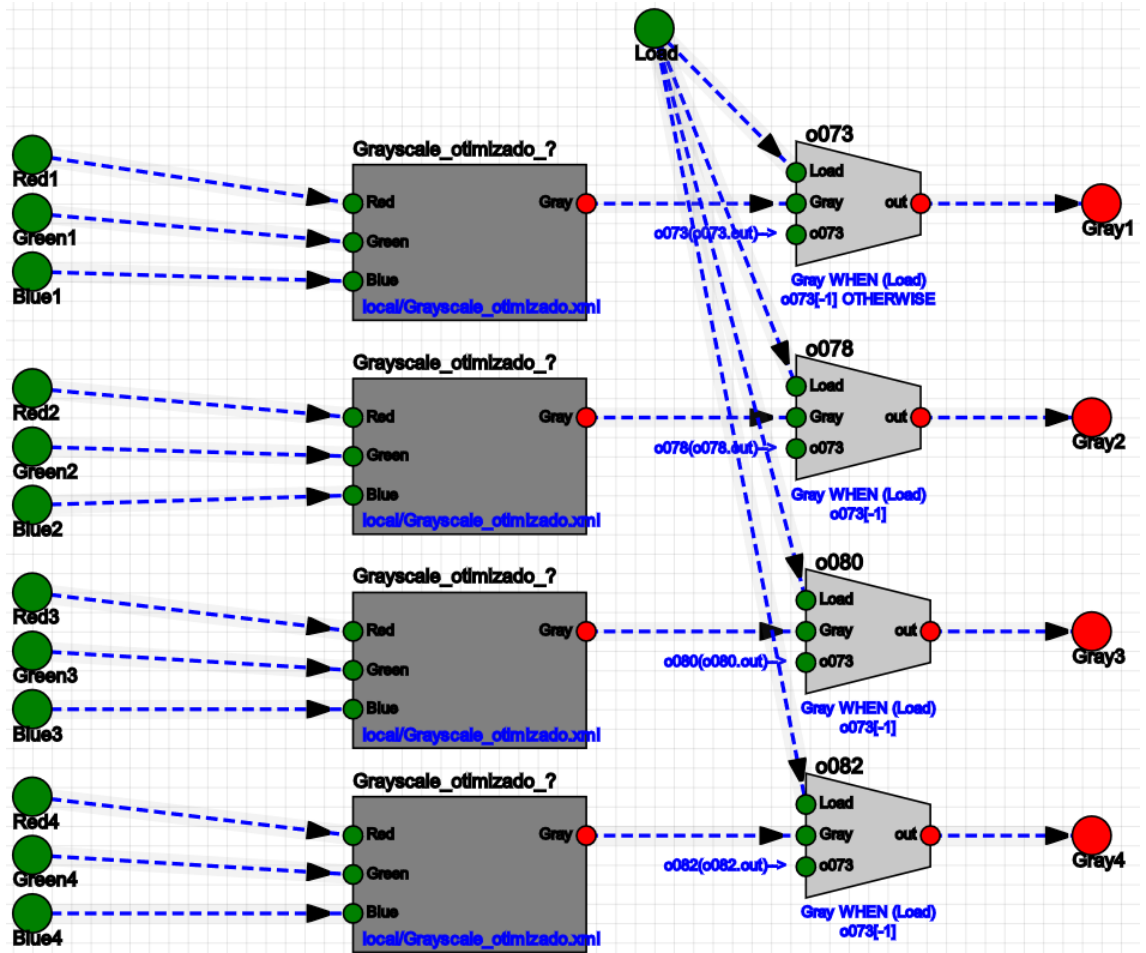 Load
Red1
Green1
Blue1
Grayscale_otimizado_?
Red
Green
Blue
Gray
local/Grayscale_otimizado.xml
o073
Load
Gray
o073
out
o073(o073.out)->
Gray WHEN (Load)
o073[-1] OTHERWISE
Gray1
Red2
Green2
Blue2
Grayscale_otimizado_?
Red
Green
Blue
Gray
local/Grayscale_otimizado.xml
o078
Load
Gray
o073
out
o078(o078.out)->
Gray WHEN (Load)
o073[-1]
Gray2
Red3
Green3
Blue3
Grayscale_otimizado_?
Red
Green
Blue
Gray
local/Grayscale_otimizado.xml
o080
Load
Gray
o073
out
o080(o080.out)->
Gray WHEN (Load)
o073[-1]
Gray3
Red4
Green4
Blue4
Grayscale_otimizado_?
Red
Green
Blue
Gray
local/Grayscale_otimizado.xml
o082
Load
Gray
o073
out
o082(o082.out)->
Gray WHEN (Load)
o073[-1]
Gray4